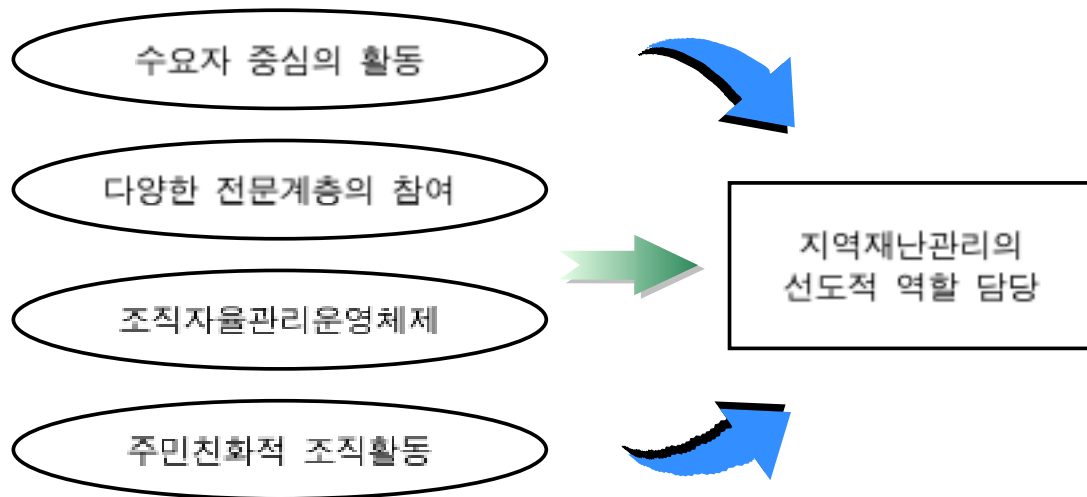 수요자 중심의 활동
다양한 전문계층의 참여
조직자율관리운영체제
주민친화적 조직활동
지역재난관리의
선도적 역할 담당